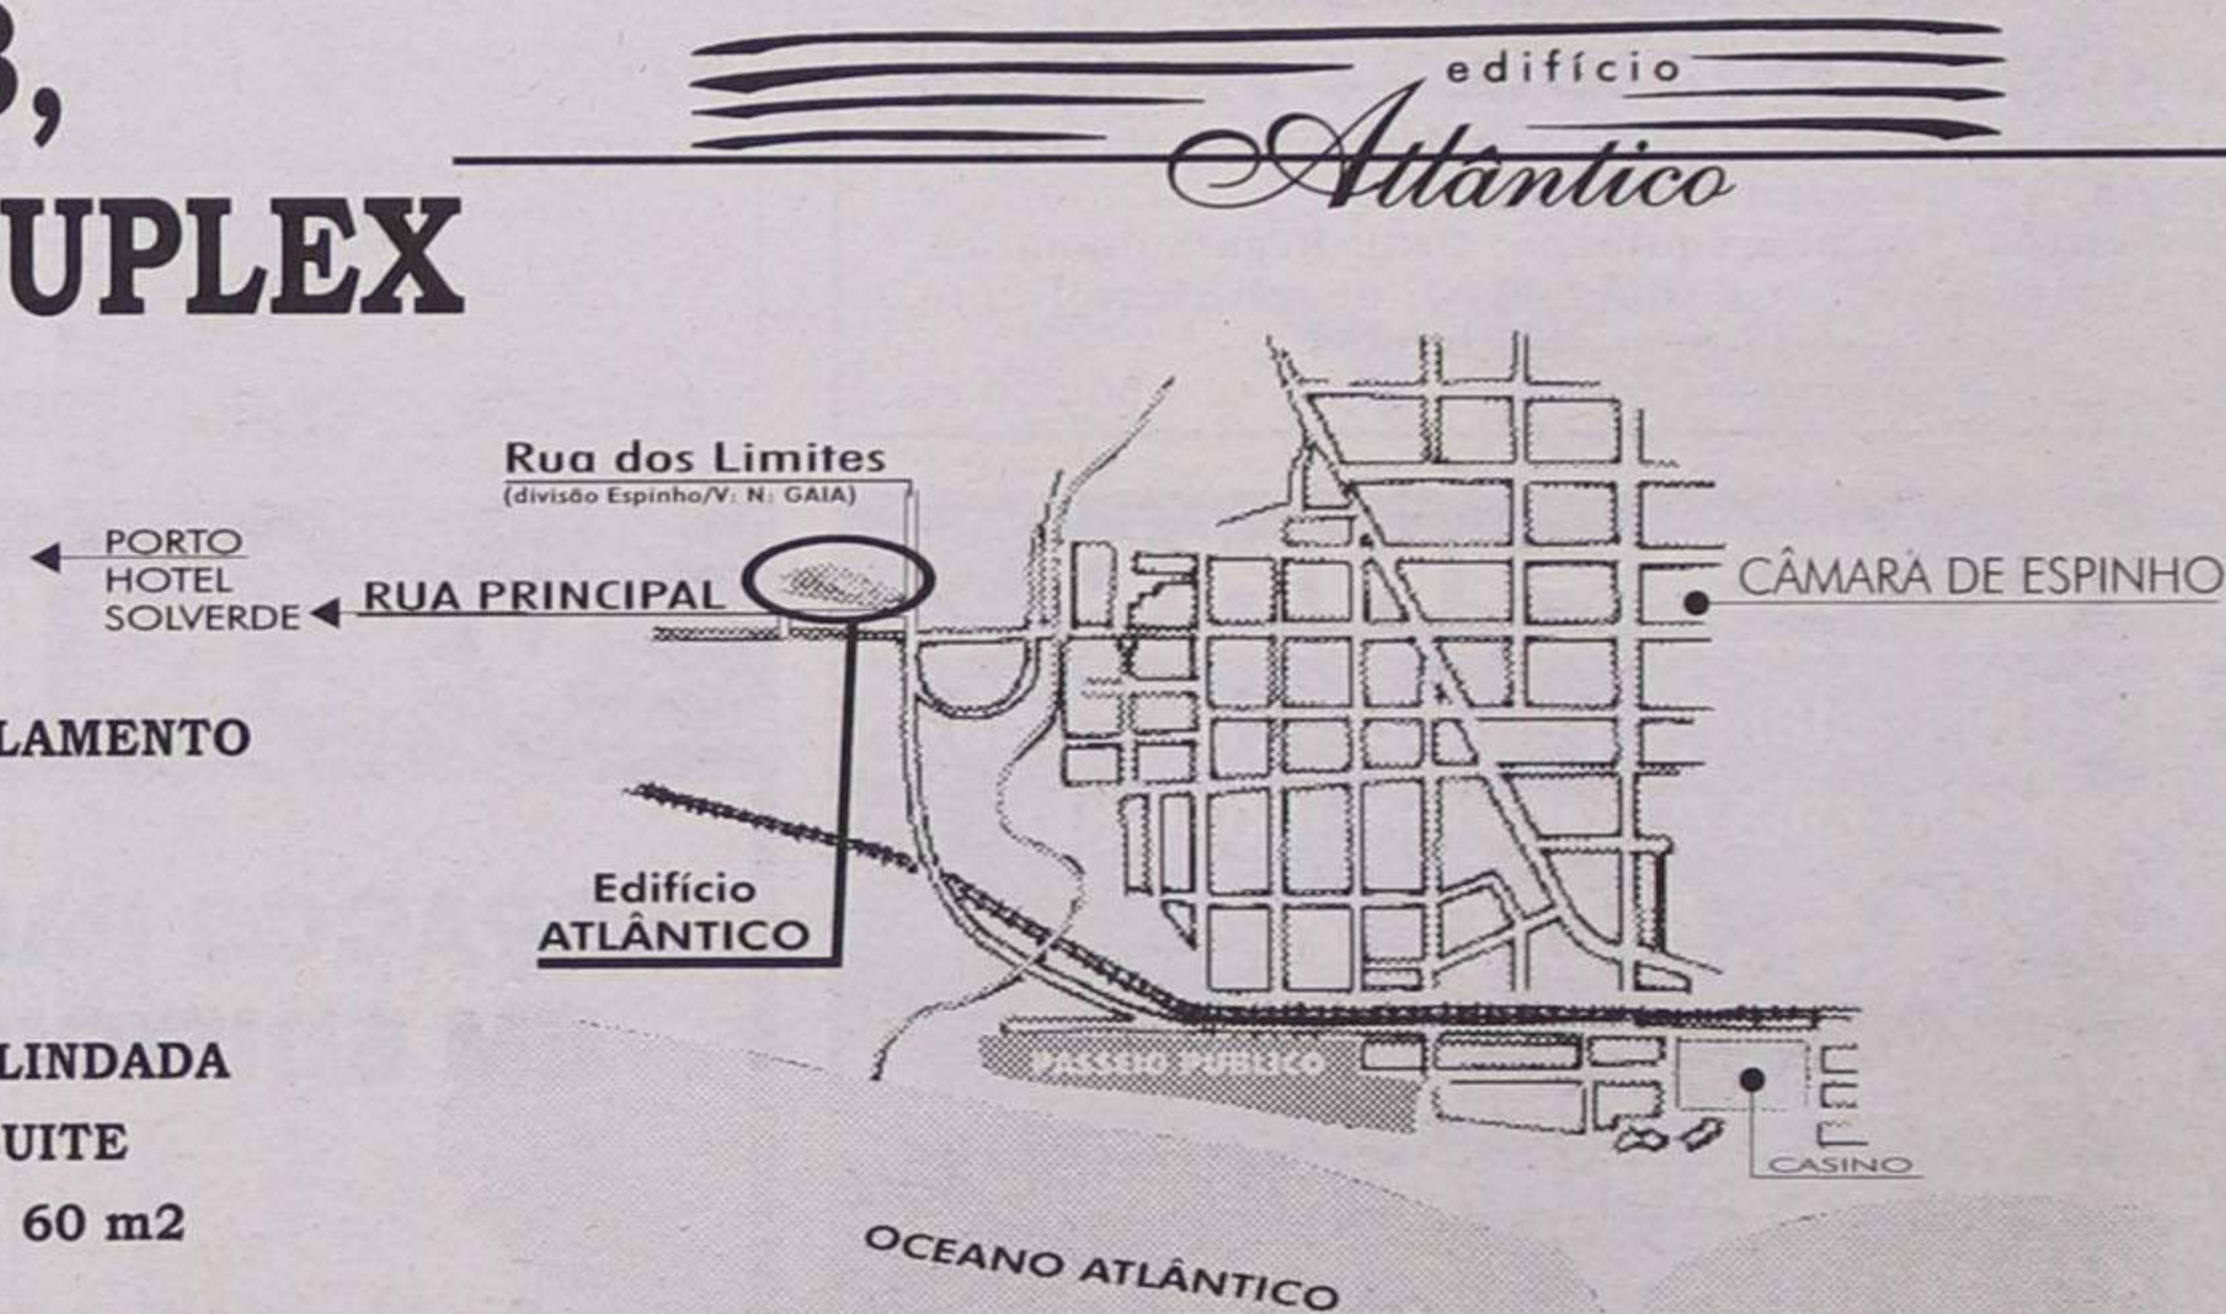 3,
edifício
Atlântico
UPLEX
Rua dos Limites
(divisão Espinho/V: N: GAIA)
PORTO
HOTEL
SOLVERDE
RUA PRINCIPAL
CÂMARA DE ESPINHO
LAMENTO
Edifício
ATLÂNTICO
LINDADA
PASSEIO PÚBLICO
UITE
CASINO
60 m2
OCEANO ATLÂNTICO